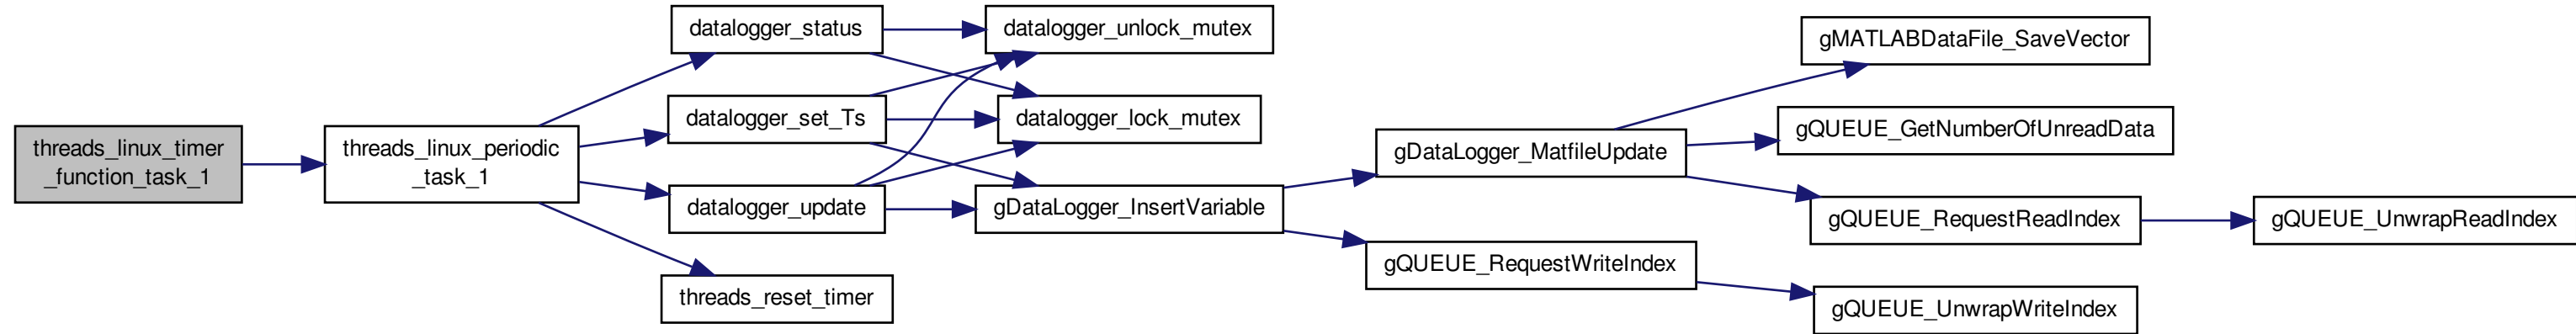 threads_linux_timer
_function_task_1
threads_linux_periodic
_task_1
datalogger_status
datalogger_set_Ts
datalogger_update
threads_reset_timer
datalogger_unlock_mutex
datalogger_lock_mutex
gDataLogger_InsertVariable
gDataLogger_MatfileUpdate
gQUEUE_RequestWriteIndex
gMATLABDataFile_SaveVector
gQUEUE_GetNumberOfUnreadData
gQUEUE_RequestReadIndex
gQUEUE_UnwrapWriteIndex
gQUEUE_UnwrapReadIndex